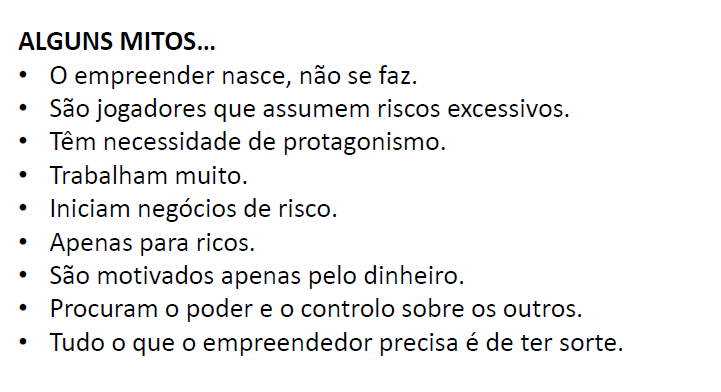 ALGUNS MITOS...
• O empreender nasce, não se faz.
• São jogadores que assumem riscos excessivos.
• Têm necessidade de protagonismo.
• Trabalham muito.
• Iniciam negócios de risco.
• Apenas para ricos.
• São motivados apenas pelo dinheiro.
• Procuram o poder e o controlo sobre os outros.
• Tudo o que o empreendedor precisa é de ter sorte.